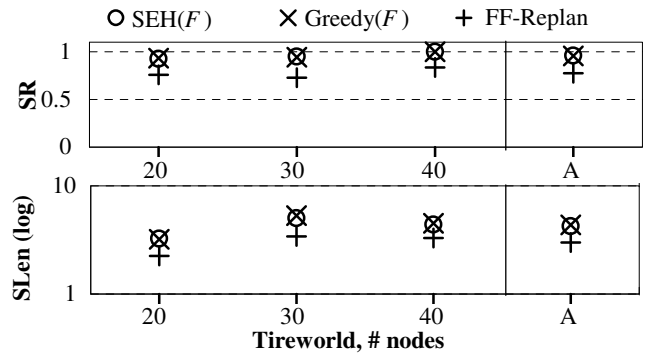 SEH(F) Greedy(F) FF-Replan
SR
1
0.5
0
20 30 40 A
SLen (log)
10
1
20 30 40 A
Tireworld, # nodes